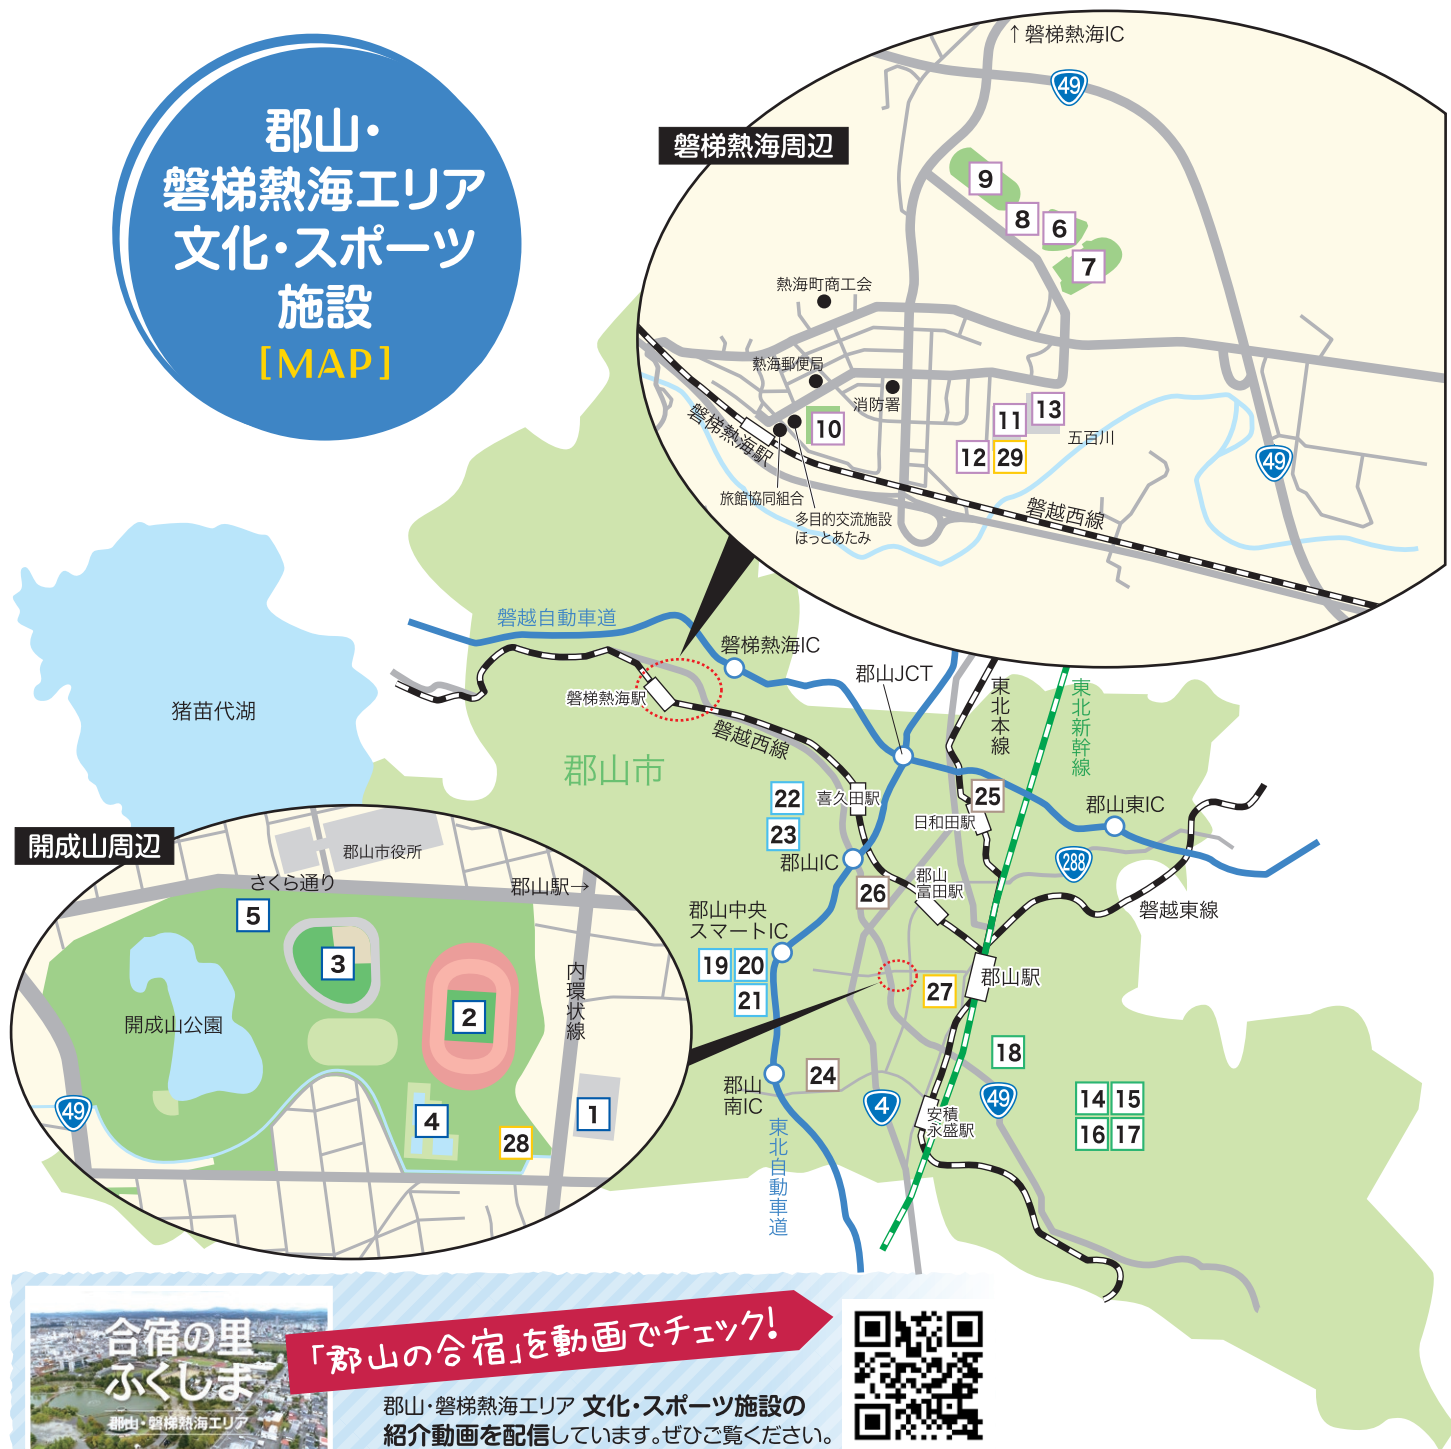 郡山・
磐梯熱海エリア
文化・スポーツ
施設
[MAP]
↑磐梯熱海IC
49
磐梯熱海周辺
9
8
6
7
熱海町商工会
熱海郵便局
消防署
10
11
13
12
29
五百川
49
磐梯熱海駅
旅館協同組合
多目的交流施設
ほっとあたみ
磐越西線
磐越自動車道
磐梯熱海IC
郡山JCT
磐梯熱海駅
磐越西線
東北本線
東北新幹線
猪苗代湖
郡山市
22
23
喜久田駅
25
日和田駅
郡山東IC
郡山IC
288
26
郡山
富田駅
磐越東線
郡山中央
スマートIC
19
20
21
27
郡山駅
18
24
郡山
南IC
4
49
14
15
16
17
安積
永盛駅
東北自動車道
開成山周辺
郡山市役所
さくら通り
郡山駅→
5
3
2
内環状線
開成山公園
49
4
28
1
合宿の里
ふくしま
郡山・磐梯熱海エリア
「郡山の合宿」を動画でチェック!
郡山・磐梯熱海エリア 文化・スポーツ施設の
紹介動画を配信しています。ぜひご覧ください。